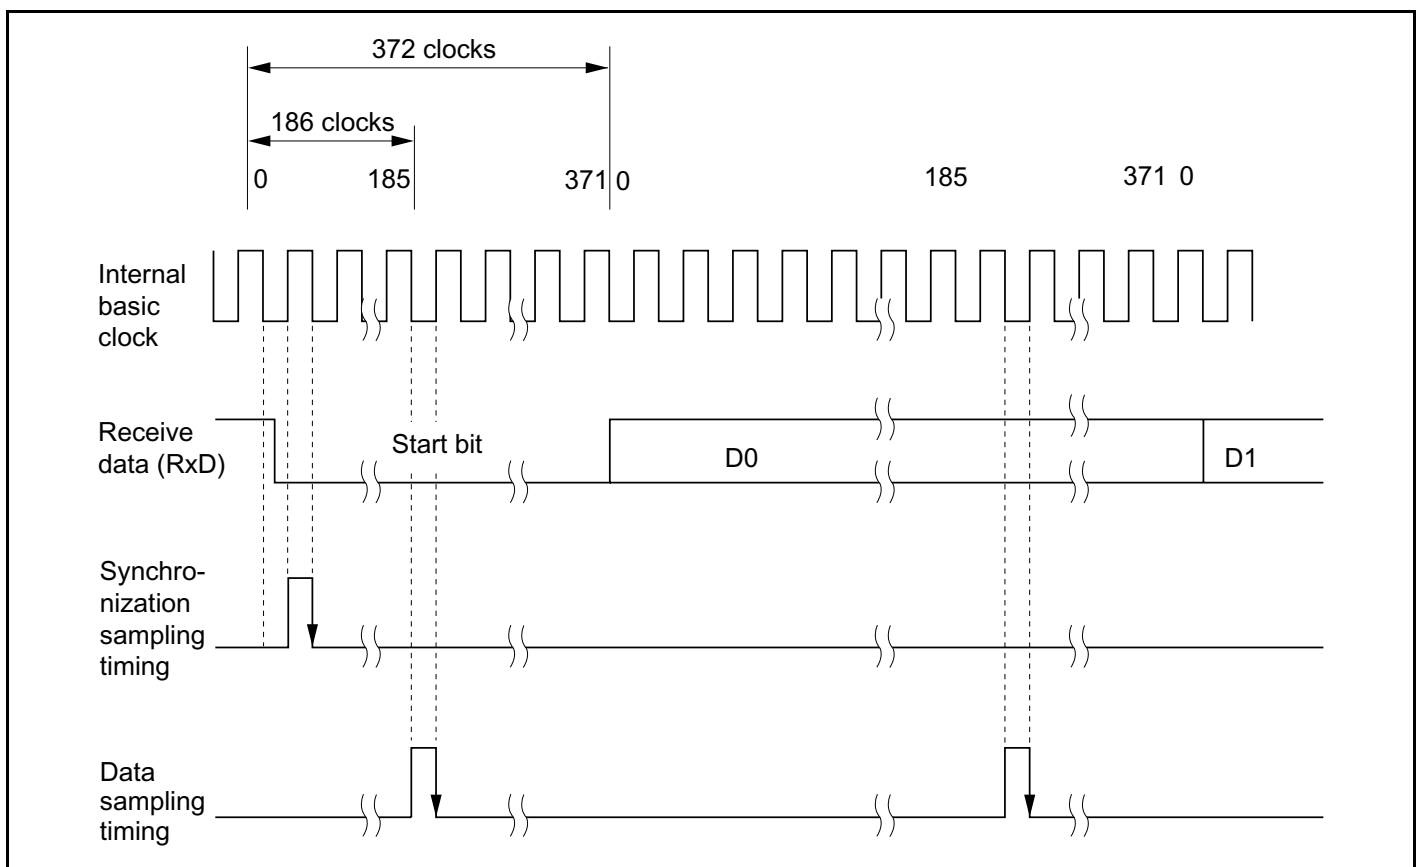 372 clocks
186 clocks
0 185 371 0 185 371 0
Internal
basic
clock
Receive
data (RxD)
Start bit
D0
D1
Synchro-
nization
sampling
timing
Data
sampling
timing